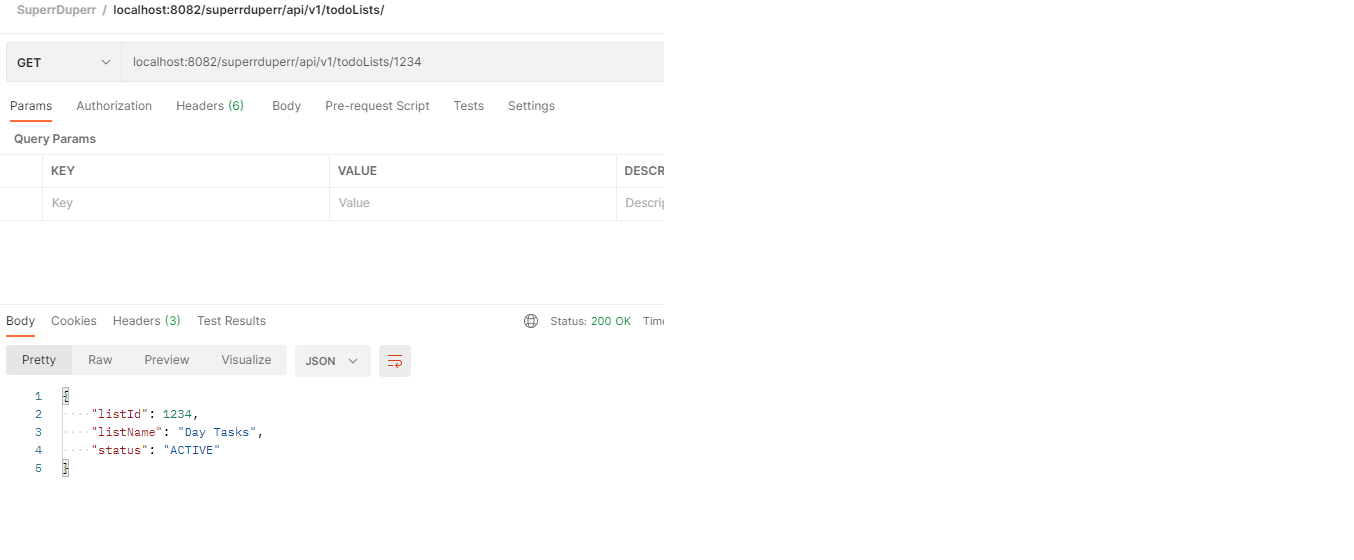 SuperrDuperr / localhost:8082/superrduperr/api/v1/todoLists/
GET localhost:8082/superrduperr/api/v1/todoLists/1234
Params Authorization Headers (6) Body Pre-request Script Tests Settings
Query Params
KEY VALUE DESCR
Key Value Descrip
Body Cookies Headers (3) Test Results Status: 200 OK Time
Pretty Raw Preview Visualize JSON
1 {
2 "listId": 1234,
3 "listName": "Day Tasks",
4 "status": "ACTIVE"
5 }